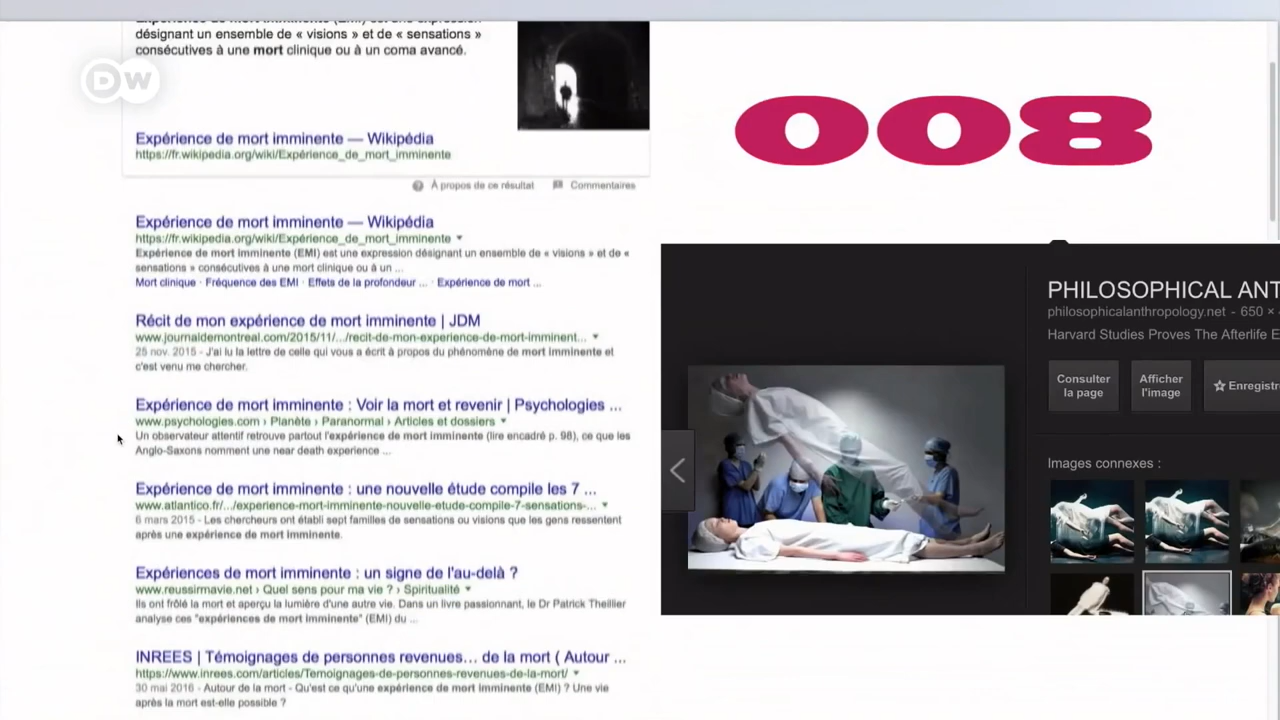 désignant un ensemble de « visions » et de « sensations »
consécutives à une mort clinique ou à un coma avancé.
DW
Expérience de mort imminente — Wikipédia
https://fr.wikipedia.org/wiki/Expérience_de_mort_imminente
À propos de ce résultat
Commentaires
Expérience de mort imminente — Wikipédia
https://fr.wikipedia.org/wiki/Expérience_de_mort_imminente
Expérience de mort imminente (EMI) est une expression désignant un ensemble de « visions » et de «
sensations » consécutives à une mort clinique ou à un ...
Mort clinique · Fréquence des EMI · Effets de la profondeur ... · Expérience de mort ...
Récit de mon expérience de mort imminente | JDM
www.journaldemontreal.com/2015/11/.../recit-de-mon-experience-de-mort-imminent...
25 nov. 2015 - J'ai lu la lettre de celle qui vous a écrit à propos du phénomène de mort imminente et
c'est venu me chercher.
Expérience de mort imminente : Voir la mort et revenir | Psychologies ...
www.psychologies.com › Planète › Paranormal › Articles et dossiers
Un observateur attentif retrouve partout l'expérience de mort imminente (lire encadré p. 98), ce que les
Anglo-Saxons nomment une near death experience ...
Expérience de mort imminente : une nouvelle étude compile les 7 ...
www.atlantico.fr/.../experience-mort-imminente-nouvelle-etude-compile-7-sensations-...
6 mars 2015 - Les chercheurs ont établi sept familles de sensations ou visions que les gens ressentent
après une expérience de mort imminente.
Expériences de mort imminente : un signe de l'au-delà ?
www.reussirmavie.net › Quel sens pour ma vie ? › Spiritualité
Ils ont frôlé la mort et aperçu la lumière d'une autre vie. Dans un livre passionnant, le Dr Patrick Theillier
analyse ces "expériences de mort imminente" (EMI) du ...
INREES | Témoignages de personnes revenues... de la mort ( Autour ...
https://www.inrees.com/articles/Temoignages-de-personnes-revenues-de-la-mort/
30 mai 2016 - Autour de la mort - Qu'est ce qu'une expérience de mort imminente (EMI) ? Une vie
après la mort est-elle possible ?
008
PHILOSOPHICAL ANT
philosophicalanthropology.net - 650 ×
Harvard Studies Proves The Afterlife E
Consulter
la page
Afficher
l'image
Enregistr
Images connexes :